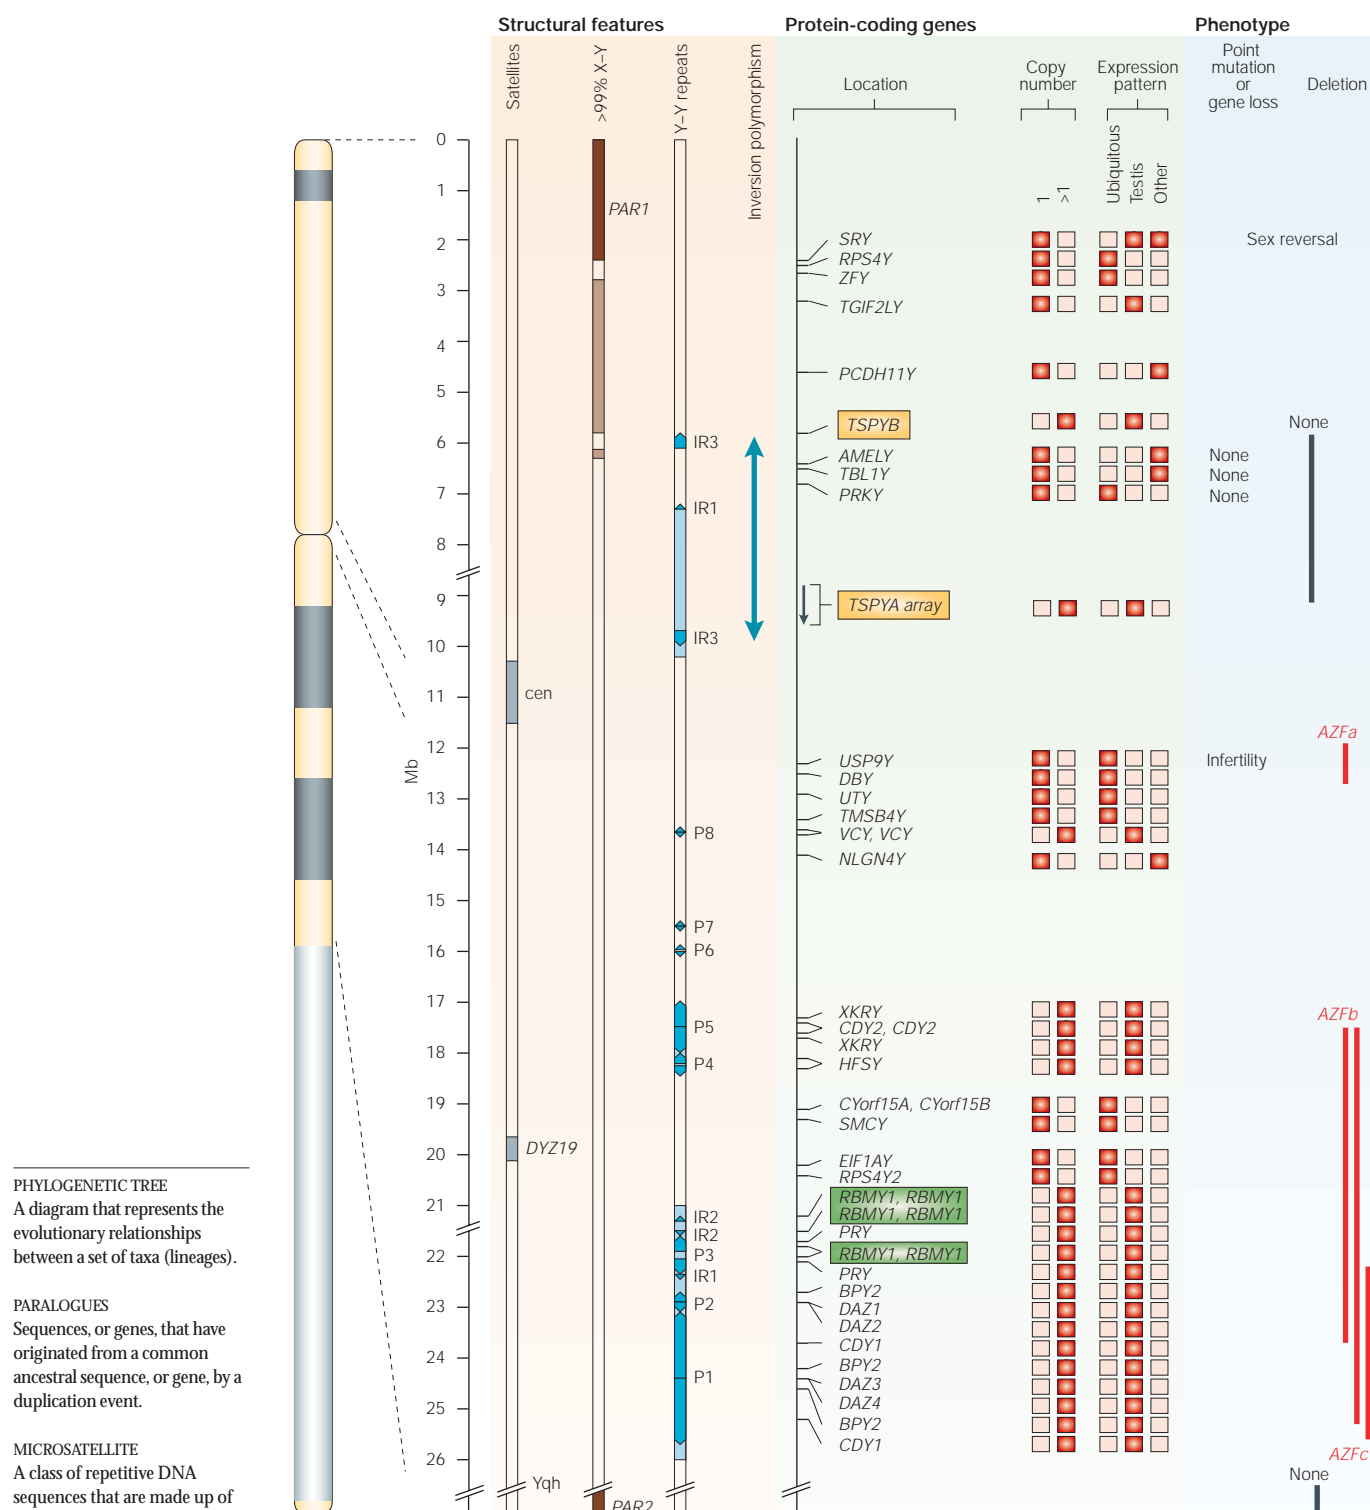 Structural features
Protein-coding genes
Phenotype
Satellites
>99% X–Y
Y–Y repeats
Inversion polymorphism
Location
Copy
number
Expression
pattern
Point
mutation
or
gene loss
Deletion
1
>1
Ubiquitous
Testis
Other
Mb
0
1
2
3
4
5
6
7
8
9
10
11
12
13
14
15
16
17
18
19
20
21
22
23
24
25
26
cen
DYZ19
Yqh
PAR1
PAR2
IR3
IR1
IR3
P8
P7
P6
P5
P4
IR2
IR2
P3
IR1
P2
P1
SRY
RPS4Y
ZFY
TGIF2LY
PCDH11Y
TSPYB
AMELY
TBL1Y
PRKY
TSPYA array
USP9Y
DBY
UTY
TMSB4Y
VCY, VCY
NLGN4Y
XKRY
CDY2, CDY2
XKRY
HFSY
CYorf15A, CYorf15B
SMCY
EIF1AY
RPS4Y2
RBMY1, RBMY1
RBMY1, RBMY1
PRY
RBMY1, RBMY1
PRY
BPY2
DAZ1
DAZ2
CDY1
BPY2
DAZ3
DAZ4
BPY2
CDY1
Sex reversal
None
None
None
Infertility
None
AZFa
AZFb
AZFc
None
PHYLOGENETIC TREE
A diagram that represents the
evolutionary relationships
between a set of taxa (lineages).
PARALOGUES
Sequences, or genes, that have
originated from a common
ancestral sequence, or gene, by a
duplication event.
MICROSATELLITE
A class of repetitive DNA
sequences that are made up of